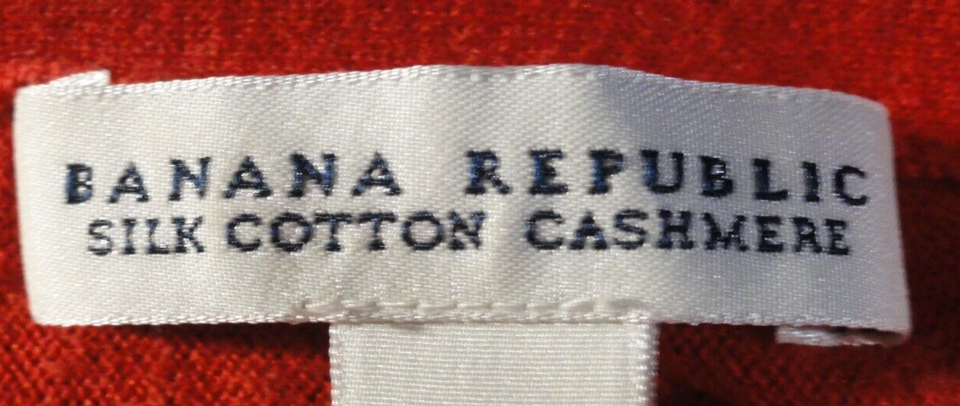 BANANA REPUBLIC
SILK COTTON CASHMERE